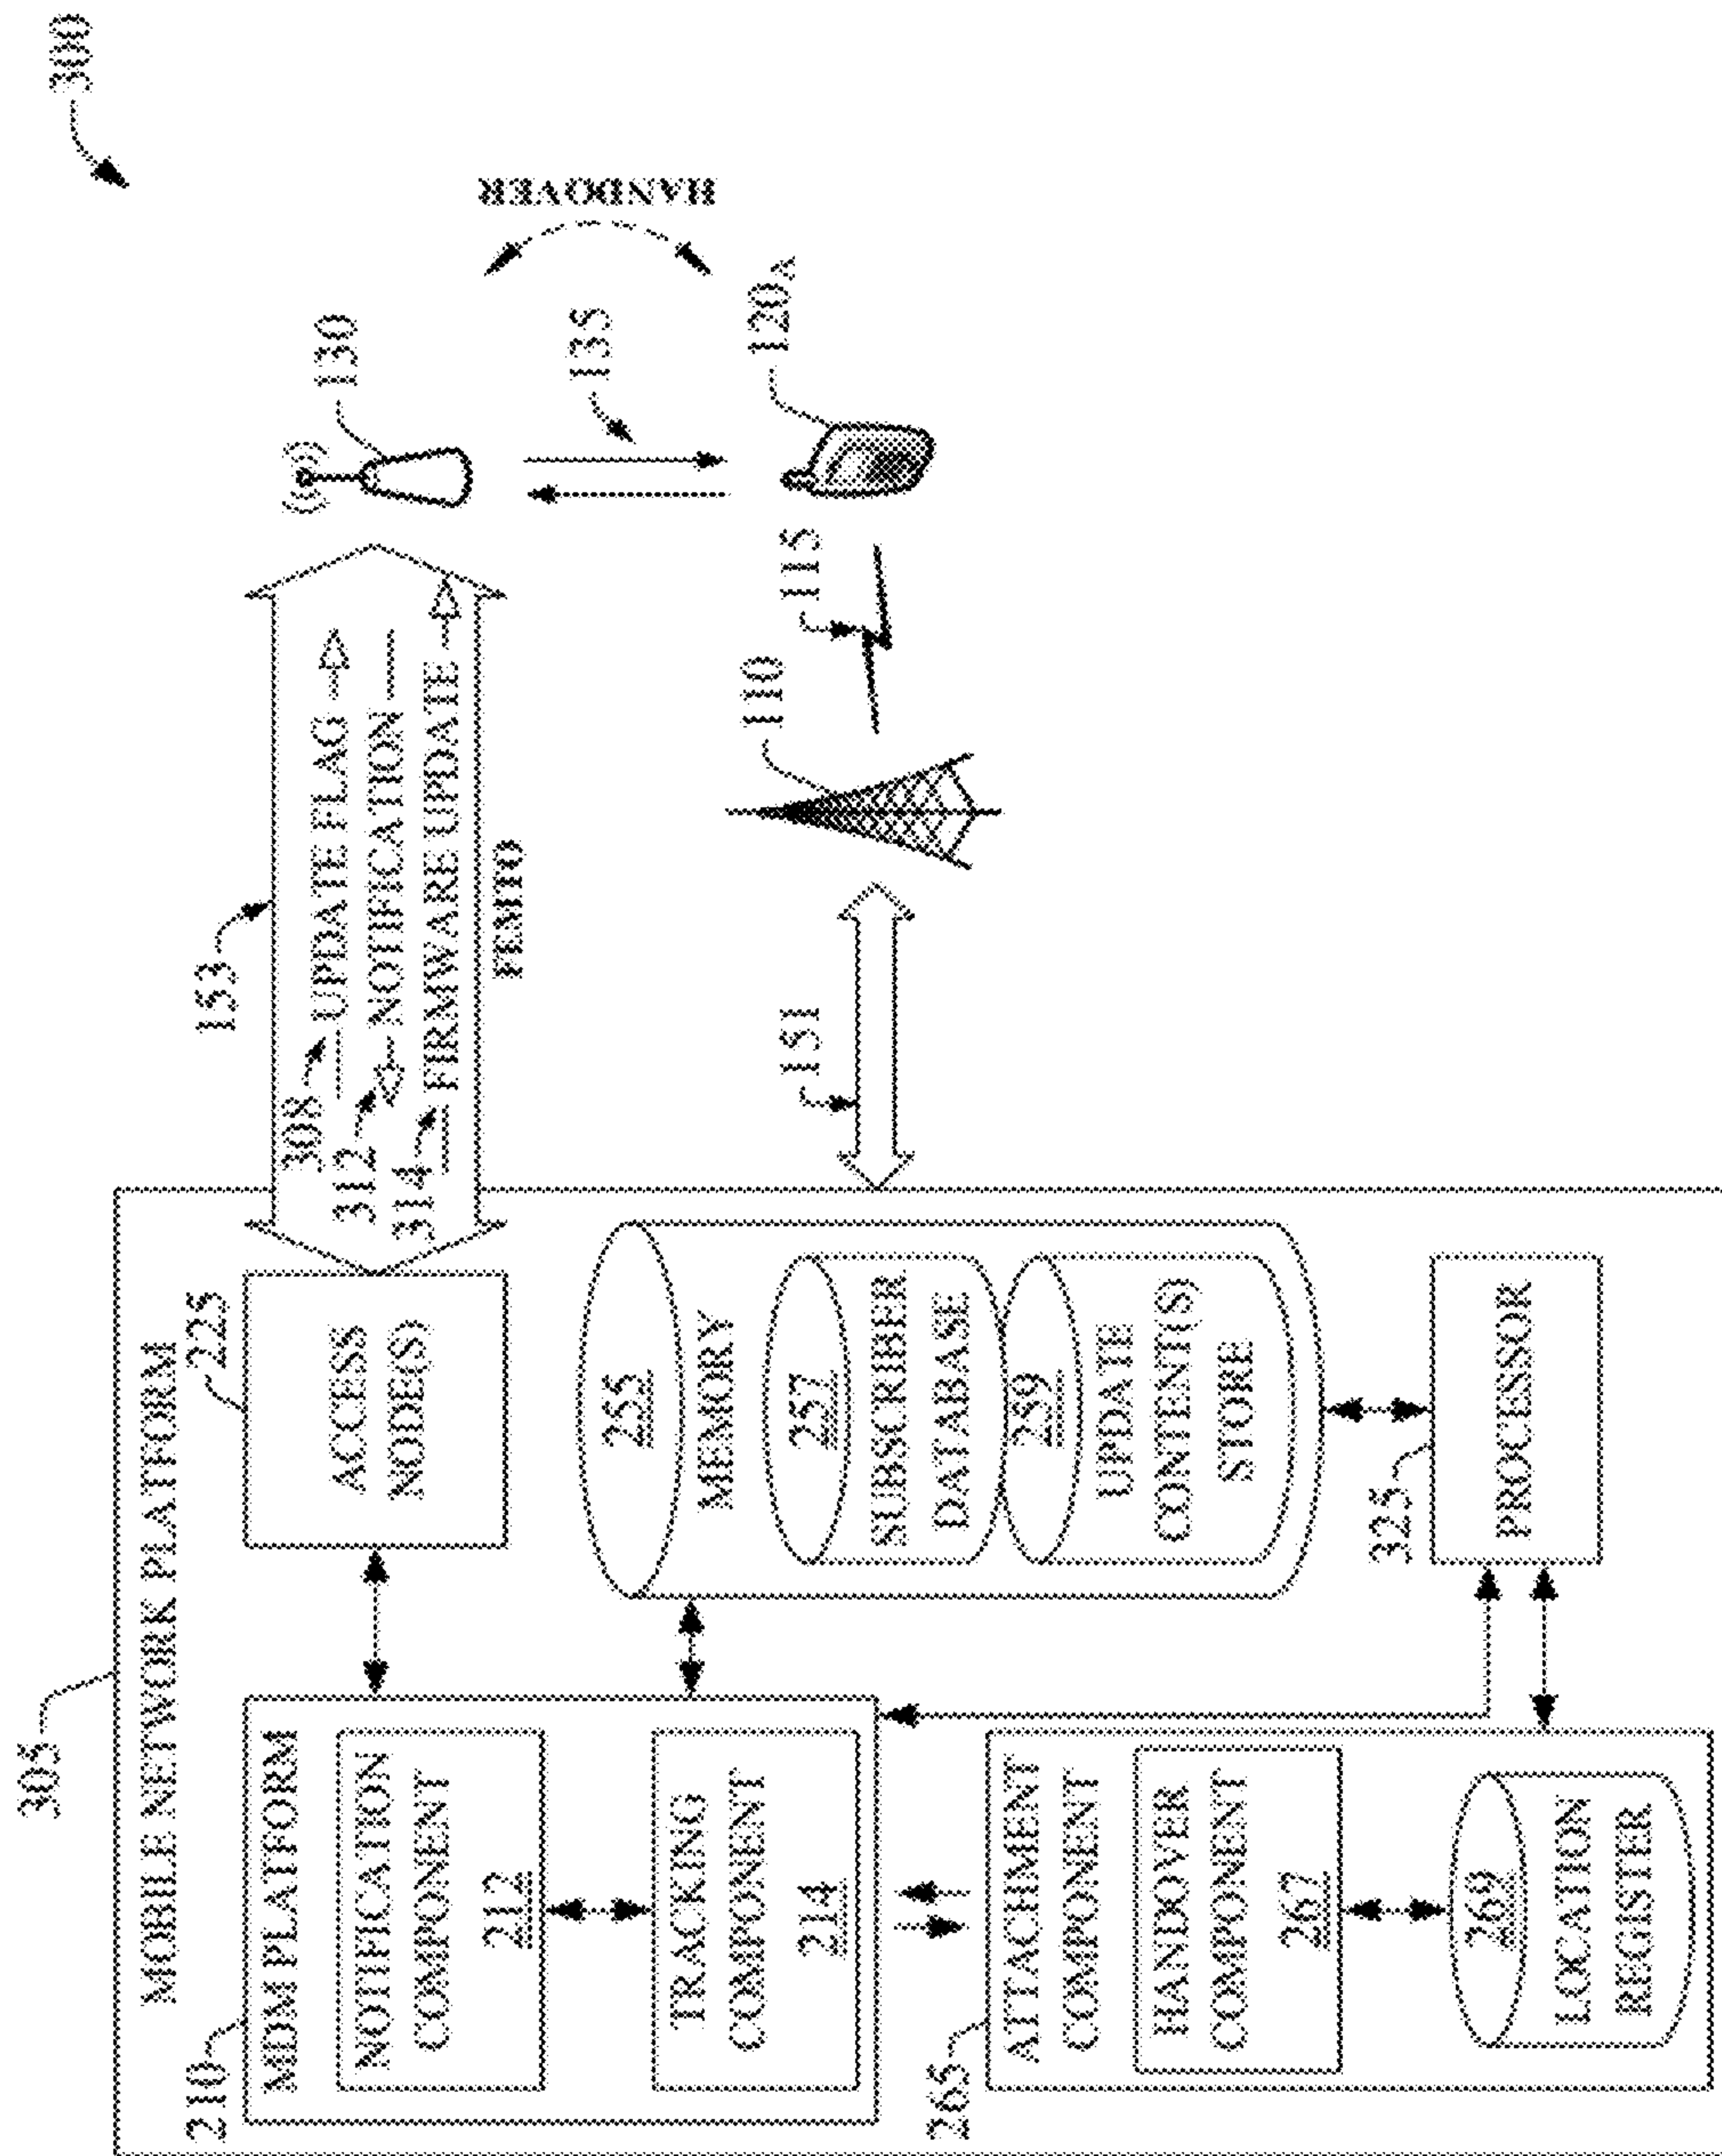 300
305
MOBILE NETWORK PLATFORM
210
MDM PLATFORM
NOTIFICATION
COMPONENT
212
TRACKING
COMPONENT
214
225
ACCESS
NODE(S)
255
MEMORY
257
SUBSCRIBER
DATABASE
259
UPDATE
CONTENT(S)
STORE
265
ATTACHMENT
COMPONENT
HANDOVER
COMPONENT
267
269
LOCATION
REGISTER
325
PROCESSOR
153
308
UPDATE FLAG
312
NOTIFICATION
314
FIRMWARE UPDATE
FEMTO
130
HANDOVER
135
151
110
115
120A